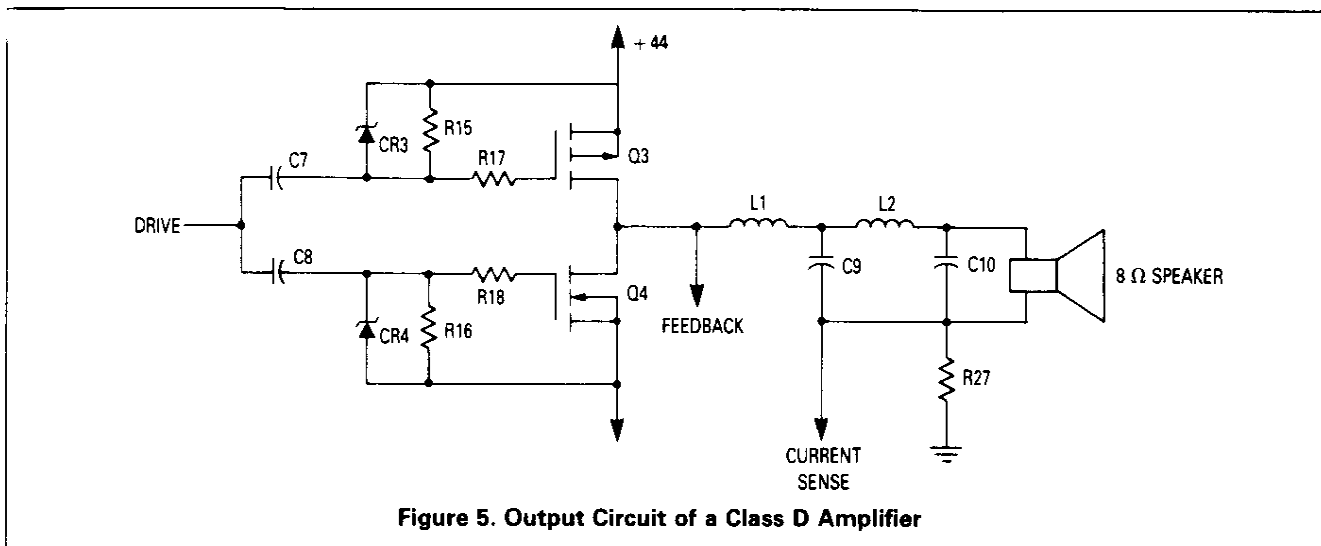 + 44
CR3
R15
R17
Q3
C7
DRIVE
C8
R18
Q4
CR4
R16
FEEDBACK
L1
L2
C9
C10
8 Ω SPEAKER
R27
CURRENT
SENSE
Figure 5. Output Circuit of a Class D Amplifier